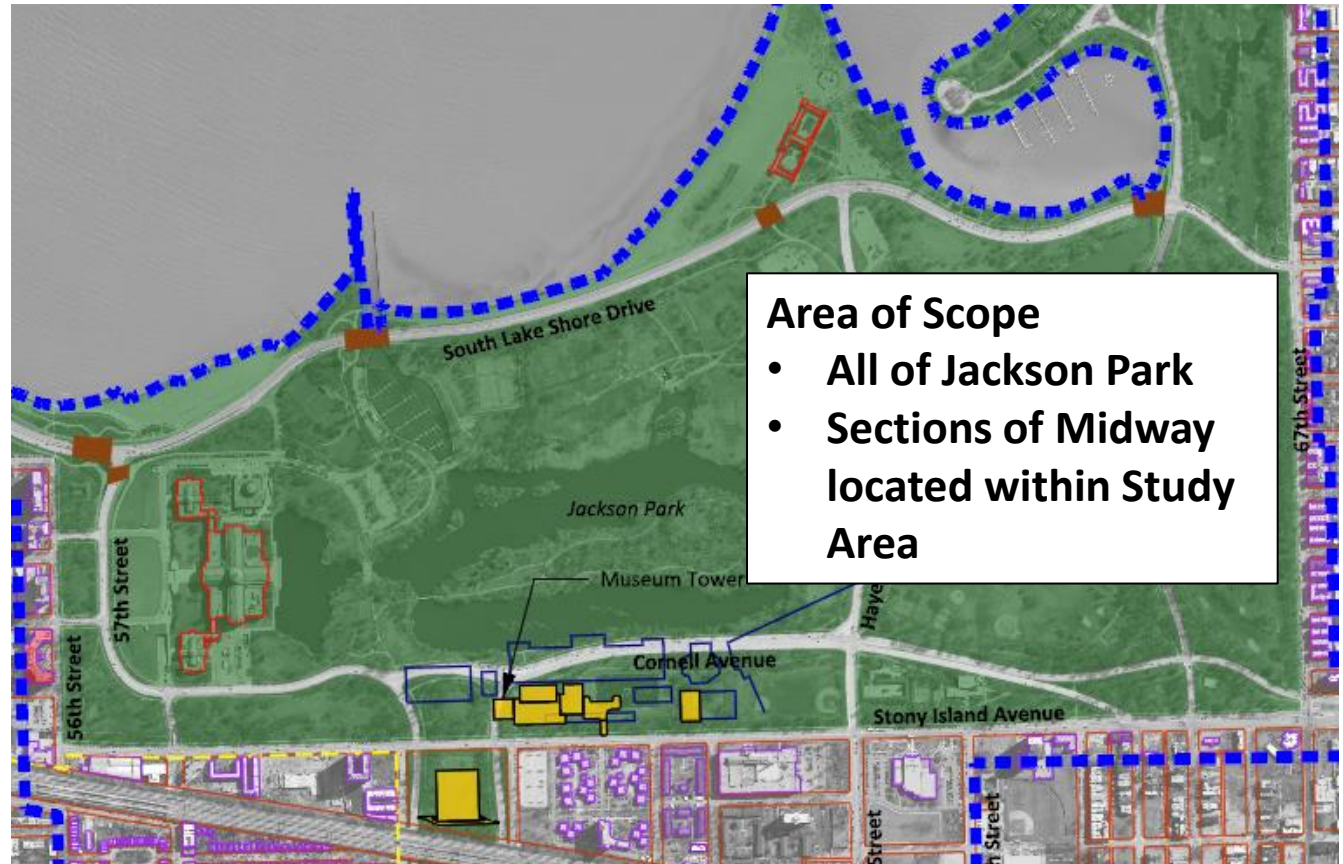 South Lake Shore Drive
Area of Scope
• All of Jackson Park
• Sections of Midway
located within Study
Area
67th Street
Jackson Park
57th Street
Museum Tower
56th Street
Cornell Avenue
Stony Island Avenue
Street
Street